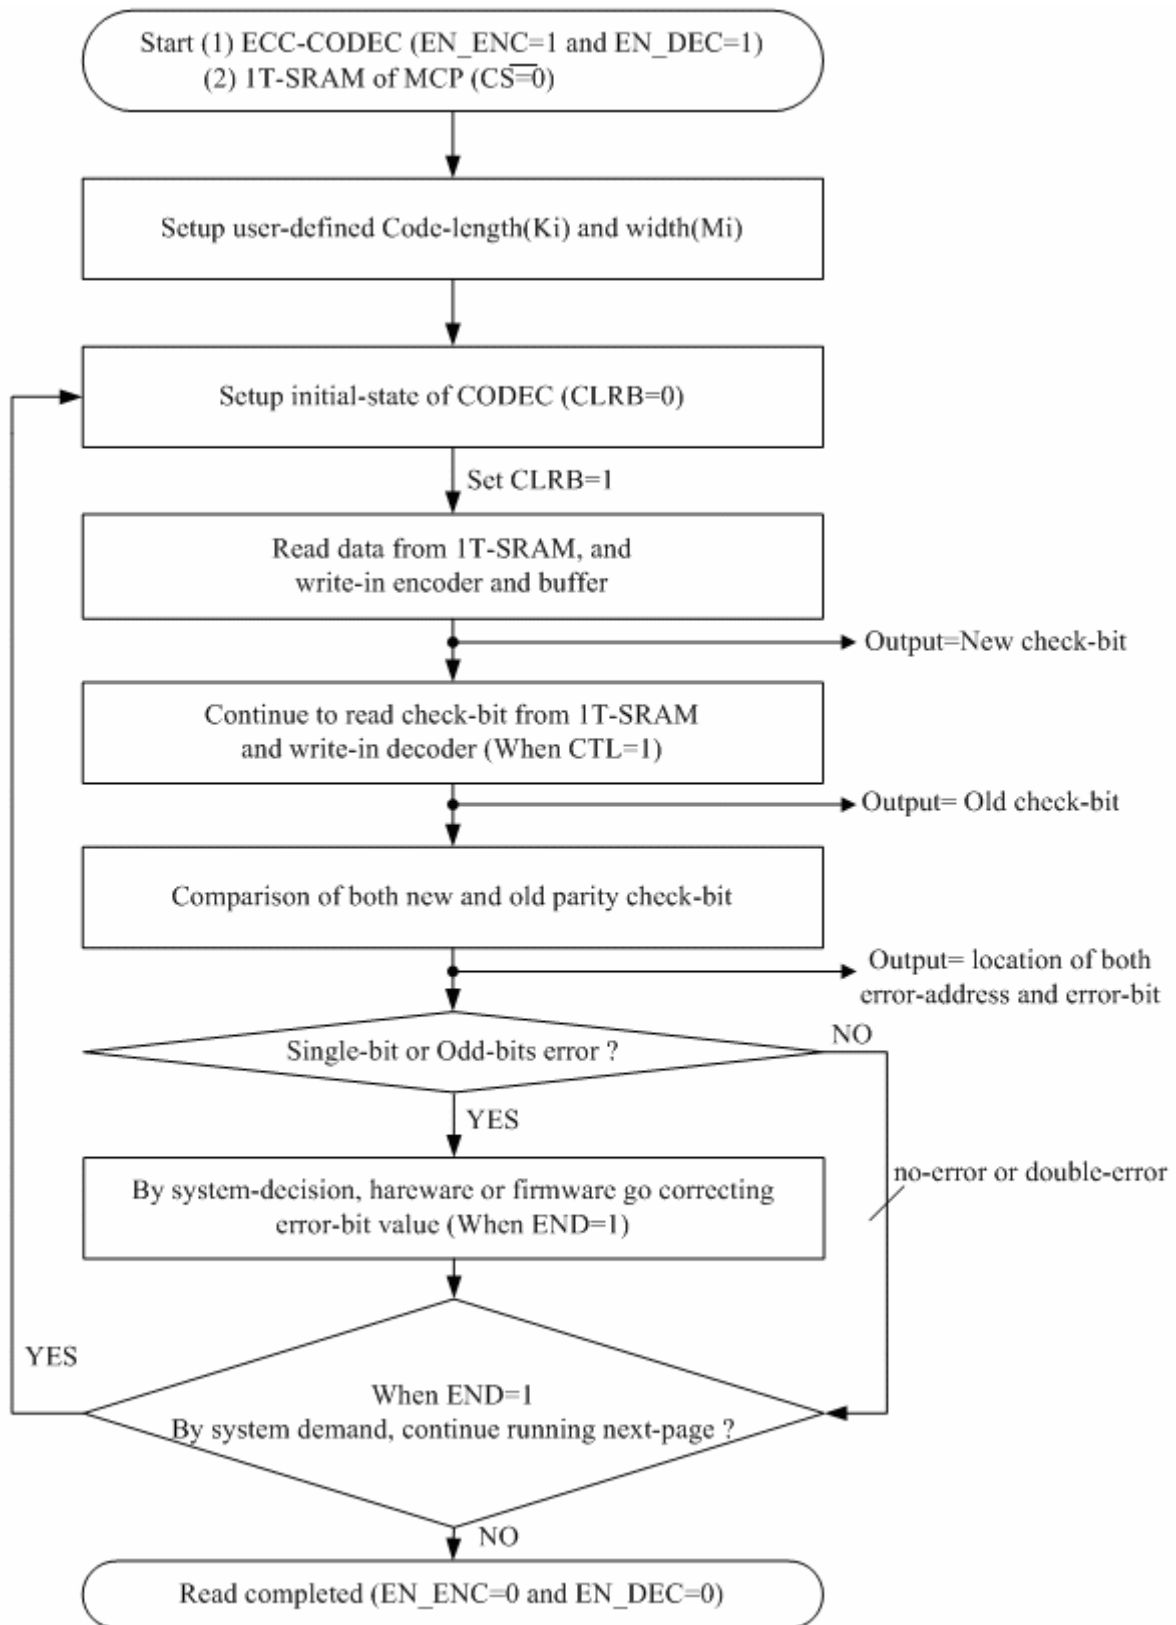 Start (1) ECC-CODEC (EN_ENC=1 and EN_DEC=1)
(2) 1T-SRAM of MCP (C̅S̅=0)
Setup user-defined Code-length(Ki) and width(Mi)
Setup initial-state of CODEC (CLRB=0)
Set CLRB=1
Read data from 1T-SRAM, and
write-in encoder and buffer
Output=New check-bit
Continue to read check-bit from 1T-SRAM
and write-in decoder (When CTL=1)
Output= Old check-bit
Comparison of both new and old parity check-bit
Output= location of both
error-address and error-bit
Single-bit or Odd-bits error ?
NO
YES
no-error or double-error
By system-decision, hareware or firmware go correcting
error-bit value (When END=1)
YES
When END=1
By system demand, continue running next-page ?
NO
Read completed (EN_ENC=0 and EN_DEC=0)